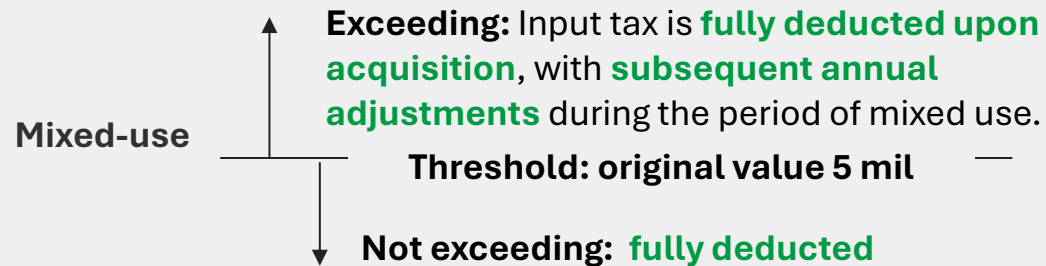 Exceeding: Input tax is fully deducted upon
acquisition, with subsequent annual
adjustments during the period of mixed use.
Mixed-use
Threshold: original value 5 mil
Not exceeding: fully deducted